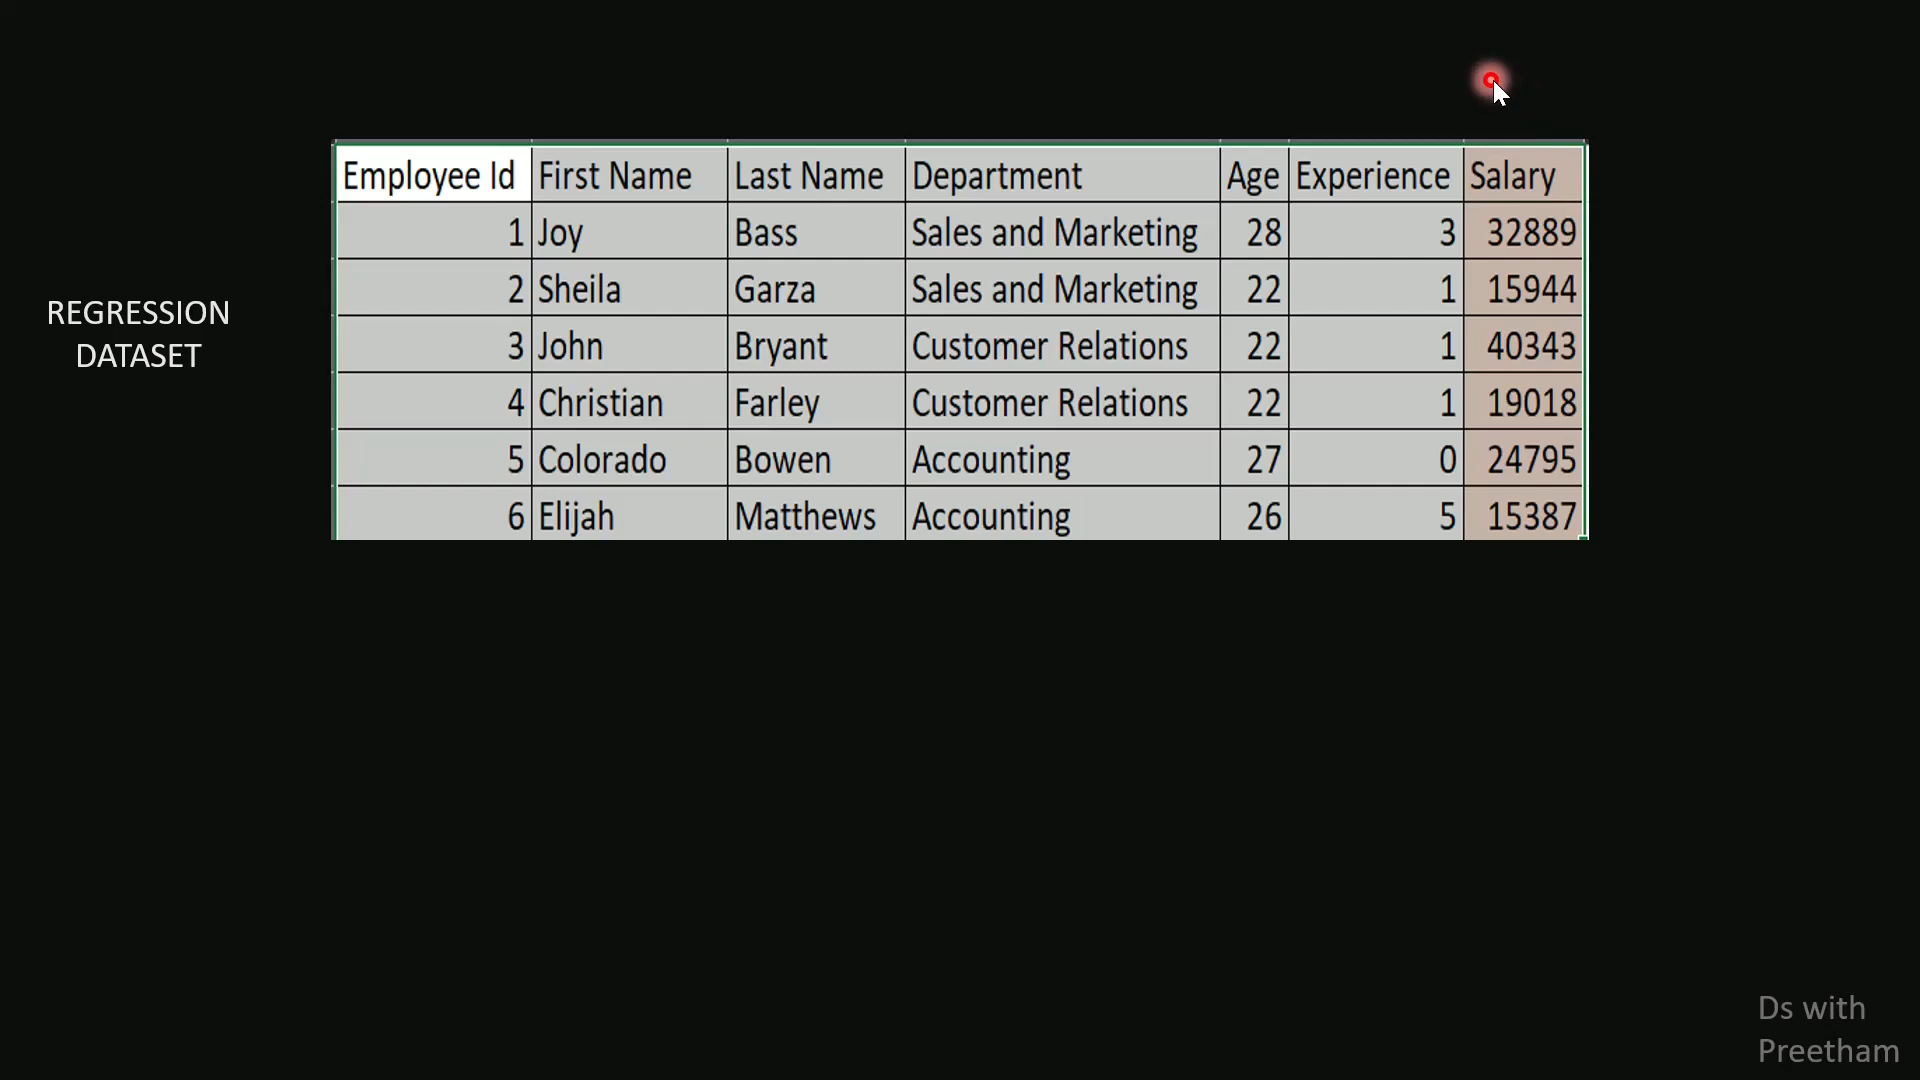 REGRESSION
DATASET
Employee Id First Name Last Name Department Age Experience Salary
1 Joy Bass Sales and Marketing 28 3 32889
2 Sheila Garza Sales and Marketing 22 1 15944
3 John Bryant Customer Relations 22 1 40343
4 Christian Farley Customer Relations 22 1 19018
5 Colorado Bowen Accounting 27 0 24795
6 Elijah Matthews Accounting 26 5 15387
Ds with
Preetham